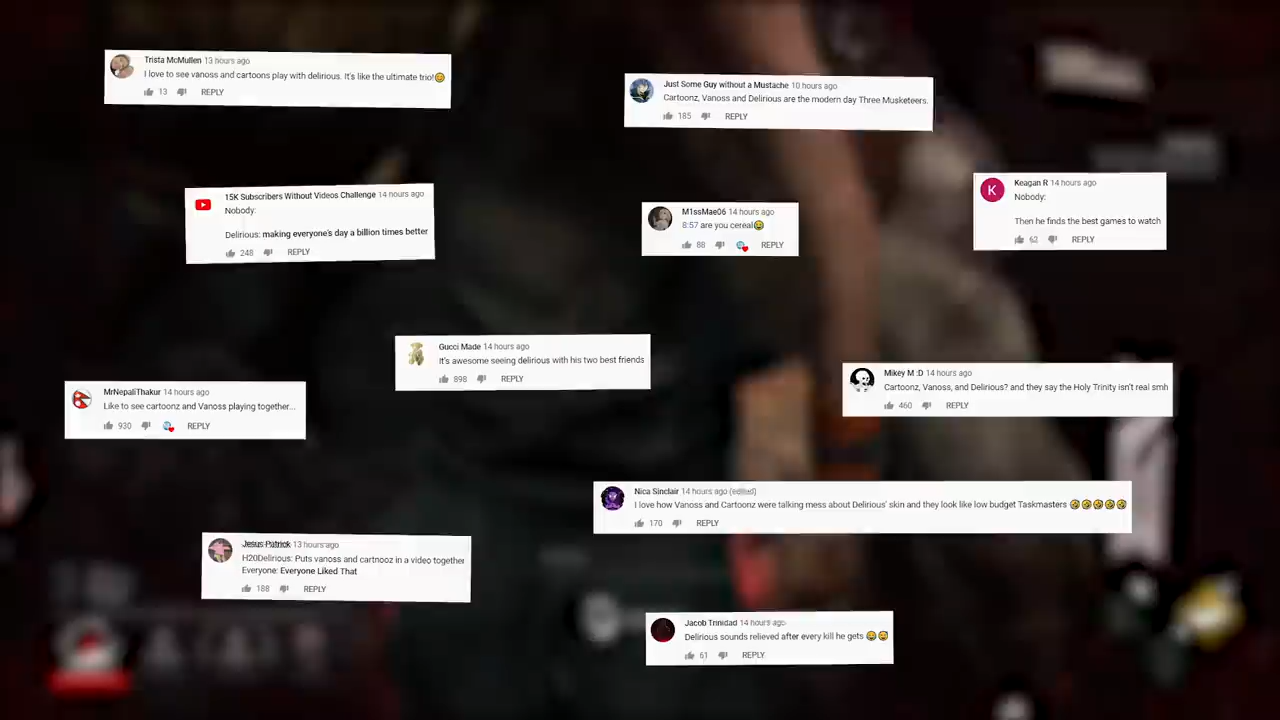 Trista McMullen 13 hours ago
I love to see vanoss and cartoons play with delirious. It's like the ultimate trio!😊
13 REPLY
Just Some Guy without a Mustache 10 hours ago
Cartoonz, Vanoss and Delirious are the modern day Three Musketeers.
185 REPLY
15K Subscribers Without Videos Challenge 14 hours ago
Nobody:
Delirious: making everyone's day a billion times better
248 REPLY
M1ssMae06 14 hours ago
8:57 are you cereal🤣
88 REPLY
K
Keagan R 14 hours ago
Nobody:
Then he finds the best games to watch
62 REPLY
Gucci Made 14 hours ago
It's awesome seeing delirious with his two best friends
898 REPLY
Mikey M :D 14 hours ago
Cartoonz, Vanoss, and Delirious? and they say the Holy Trinity isn't real smh
460 REPLY
MrNepaliThakur 14 hours ago
Like to see cartoonz and Vanoss playing together...
930 REPLY
Nica Sinclair 14 hours ago (edited)
I love how Vanoss and Cartoonz were talking mess about Delirious' skin and they look like low budget Taskmasters 🤣🤣🤣🤣🤣
170 REPLY
Jesus Patrick 13 hours ago
H20Delirious: Puts vanoss and cartnooz in a video together
Everyone: Everyone Liked That
188 REPLY
Jacob Trinidad 14 hours ago
Delirious sounds relieved after every kill he gets 😂😅
61 REPLY